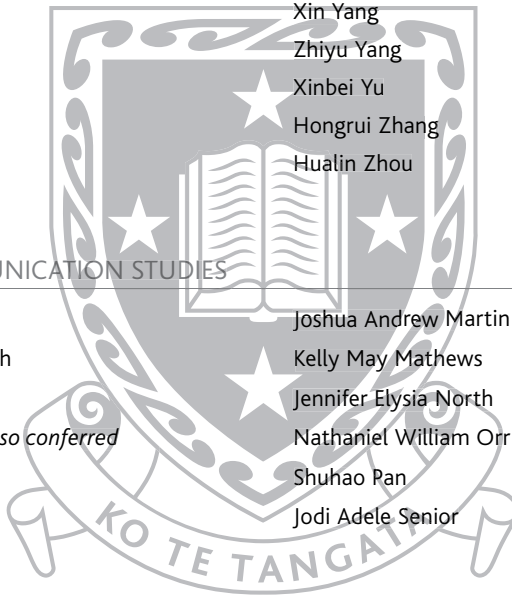 Xin Yang
Zhiyu Yang
Xinbei Yu
Hongrui Zhang
Hualin Zhou
UNICATION STUDIES
Joshua Andrew Martin
h
Kelly May Mathews
Jennifer Elysia North
so conferred
Nathaniel William Orr
Shuhao Pan
Jodi Adele Senior
KO TE TANGATA